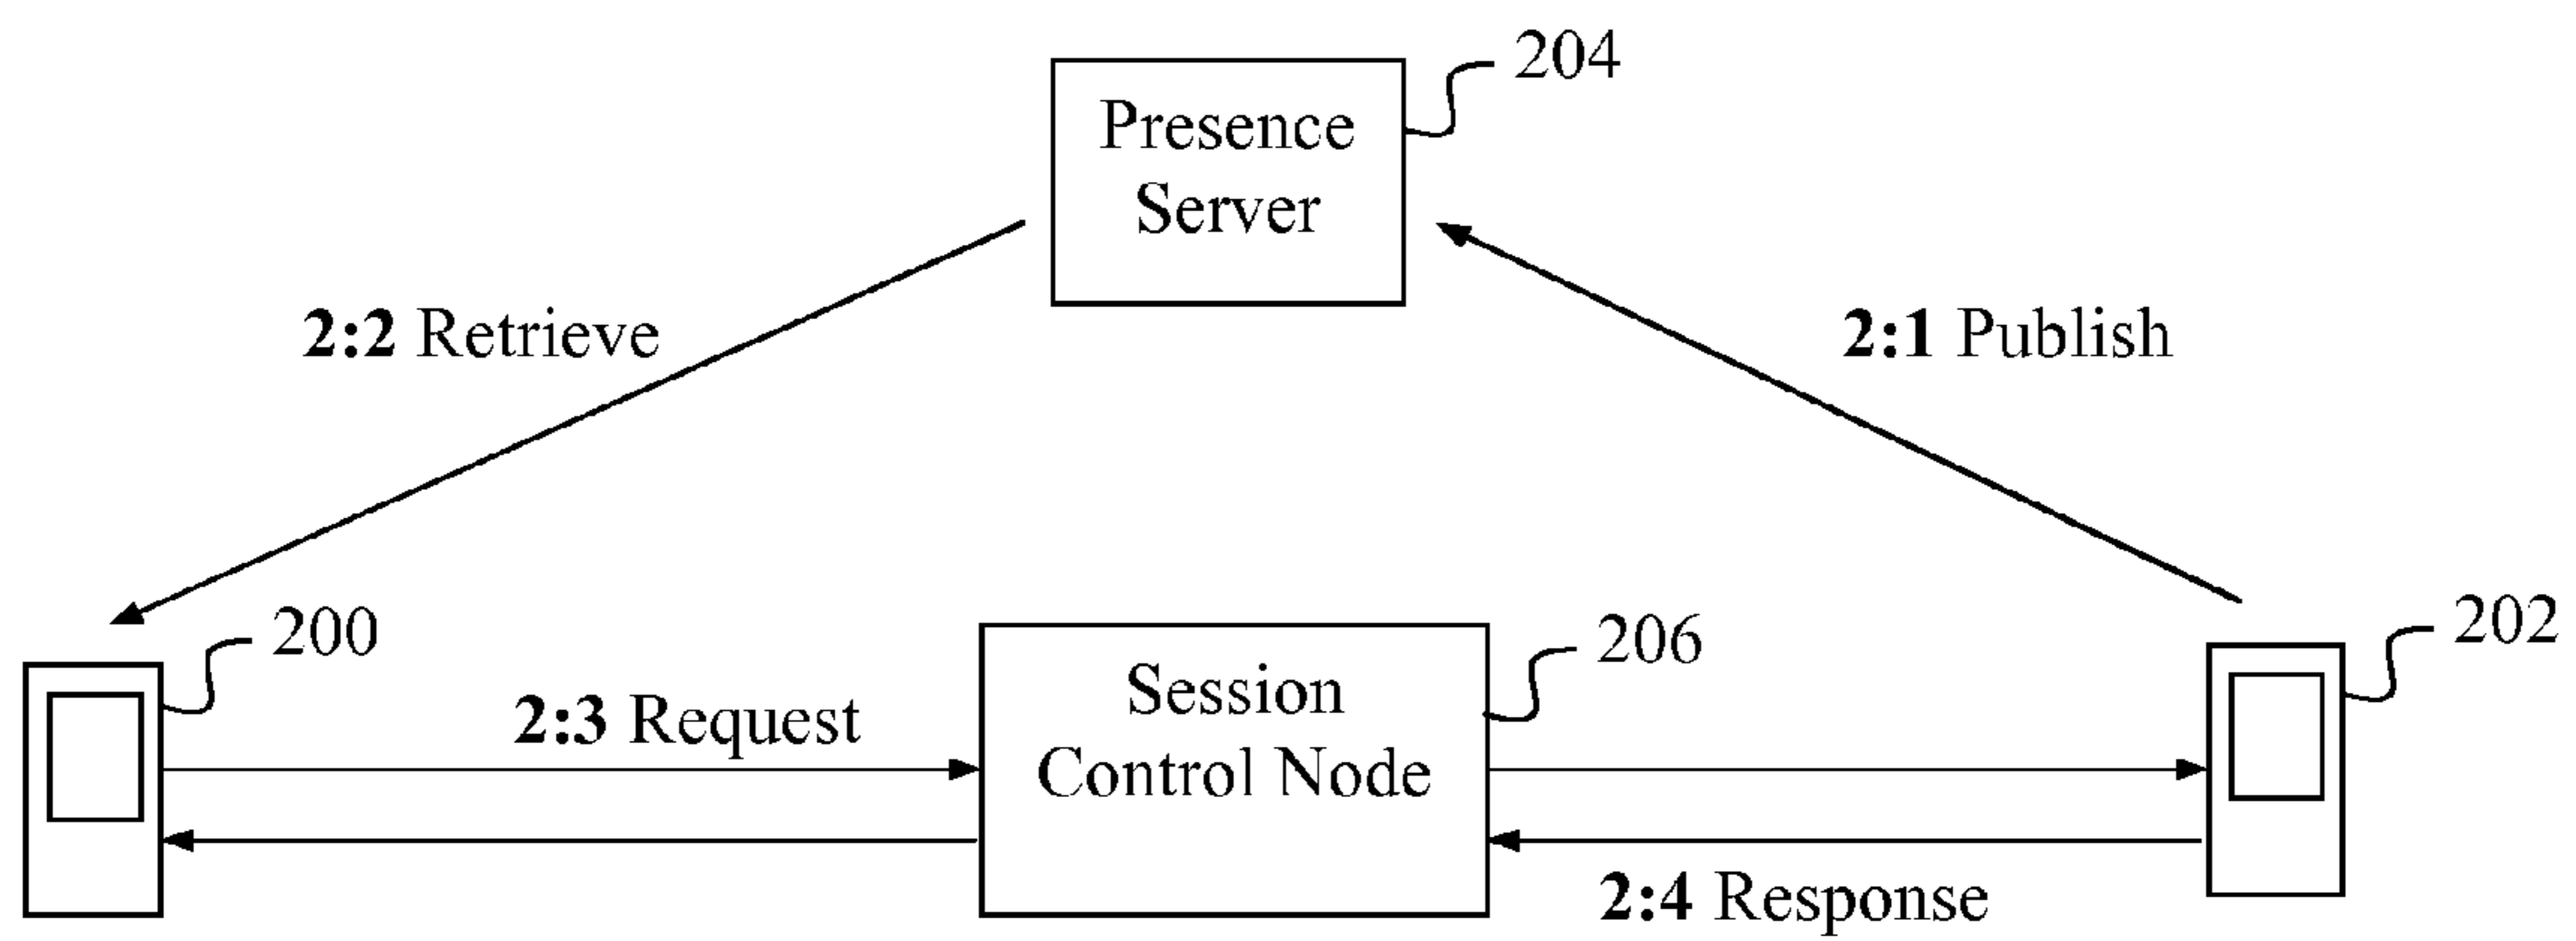 204
Presence
Server
2:2 Retrieve
2:1 Publish
200
206
202
2:3 Request
Session
Control Node
2:4 Response